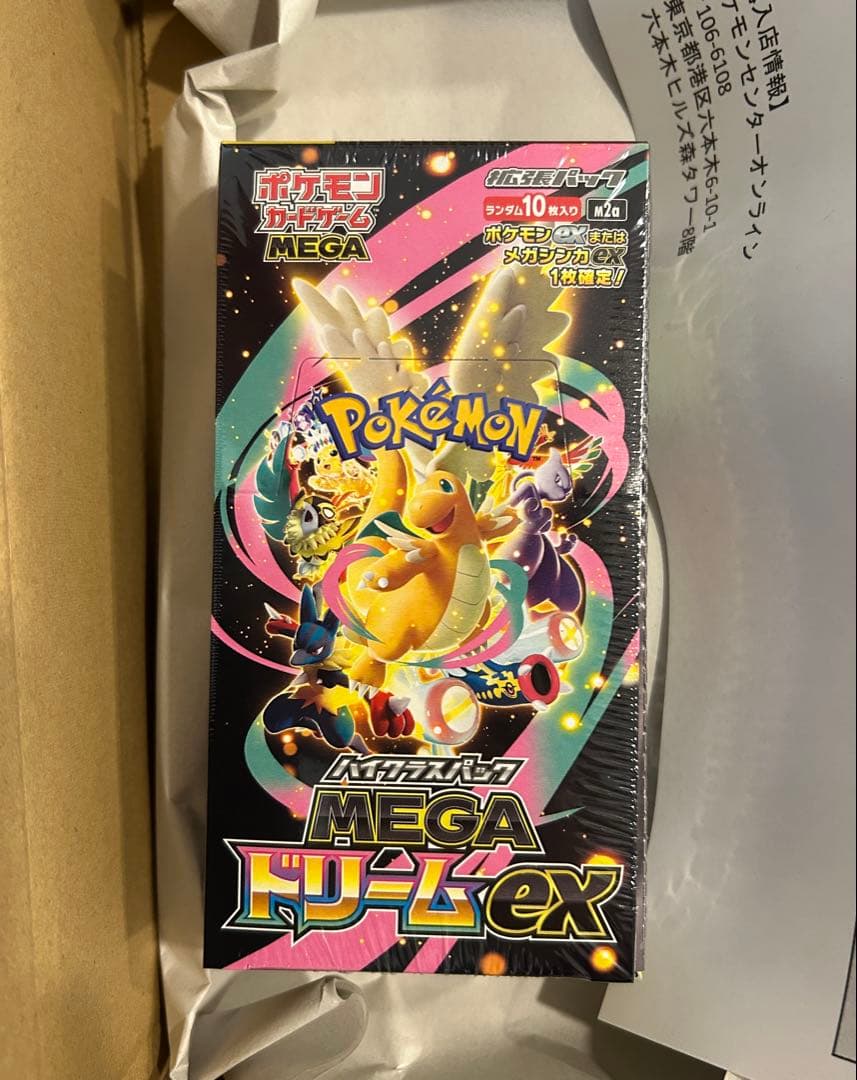 ポケモン
カードゲーム
MEGA
拡張パック
ランダム10枚入り M2a
ポケモンexまたは
メガシンカex
1枚確定!
POKÉMON
ハイクラスパック
MEGA
ドリームex
入店情報】
ケモンセンターオンライン
106-6108
東京都港区六本木6-10-1
六本木ヒルズ森タワー8階